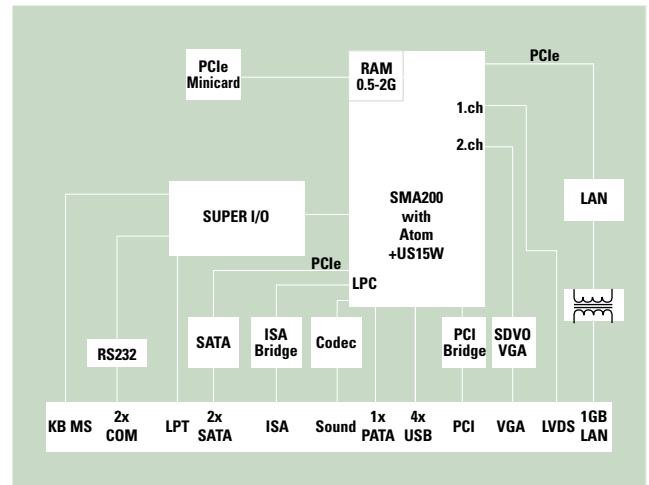 PCIe
Minicard
RAM
0.5-2G
PCIe
1.ch
2.ch
SUPER I/O
SMA200
with
Atom
+US15W
LAN
PCIe
LPC
RS232
SATA
ISA
Bridge
Codec
PCI
Bridge
SDVO
VGA
KB MS
2x
COM
LPT
2x
SATA
ISA
Sound
1x
PATA
4x
USB
PCI
VGA
LVDS
1GB
LAN